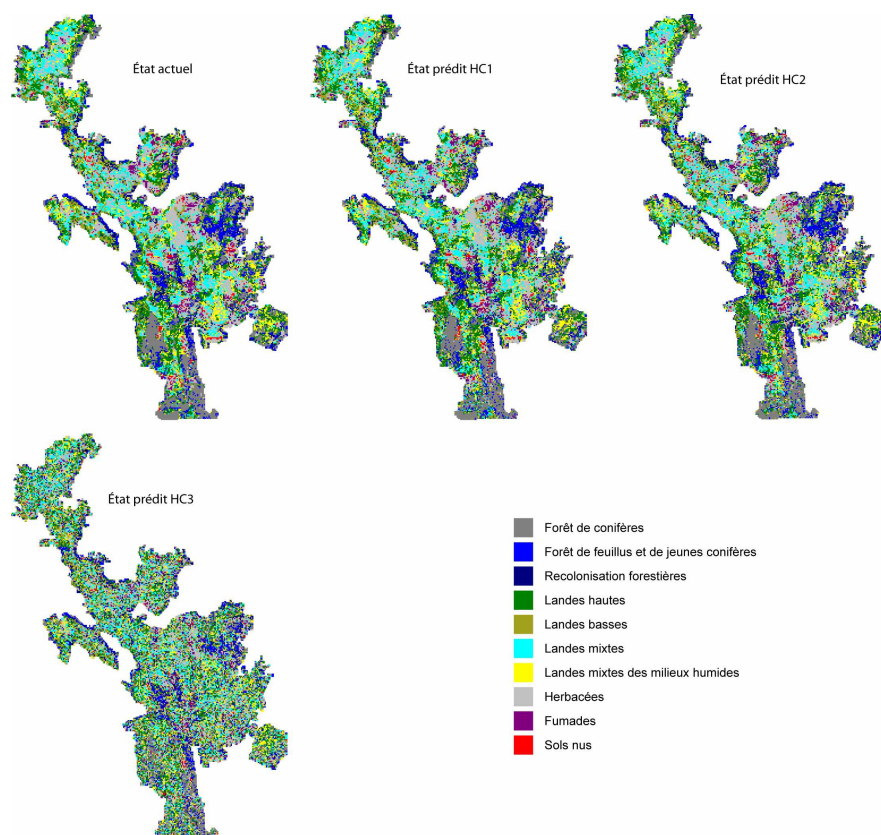 État actuel
État prédit HC1
État prédit HC2
État prédit HC3
Forêt de conifères
Forêt de feuillus et de jeunes conifères
Recolonisation forestières
Landes hautes
Landes basses
Landes mixtes
Landes mixtes des milieux humides
Herbacées
Fumades
Sols nus